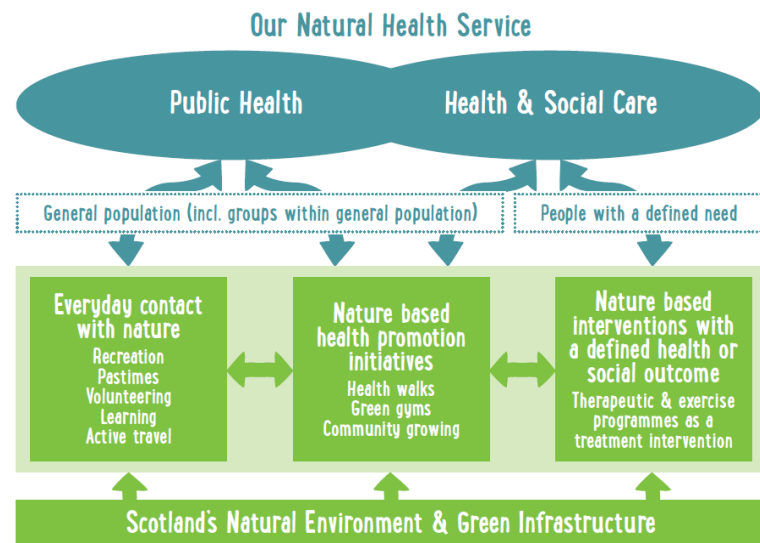 Our Natural Health Service
Public Health
Health & Social Care
General population (incl. groups within general population)
People with a defined need
Everyday contact
with nature
Recreation
Pastimes
Volunteering
Learning
Active travel
Nature based
health promotion
initiatives
Health walks
Green gyms
Community growing
Nature based
interventions with
a defined health or
social outcome
Therapeutic & exercise
programmes as a
treatment intervention
Scotland's Natural Environment & Green Infrastructure